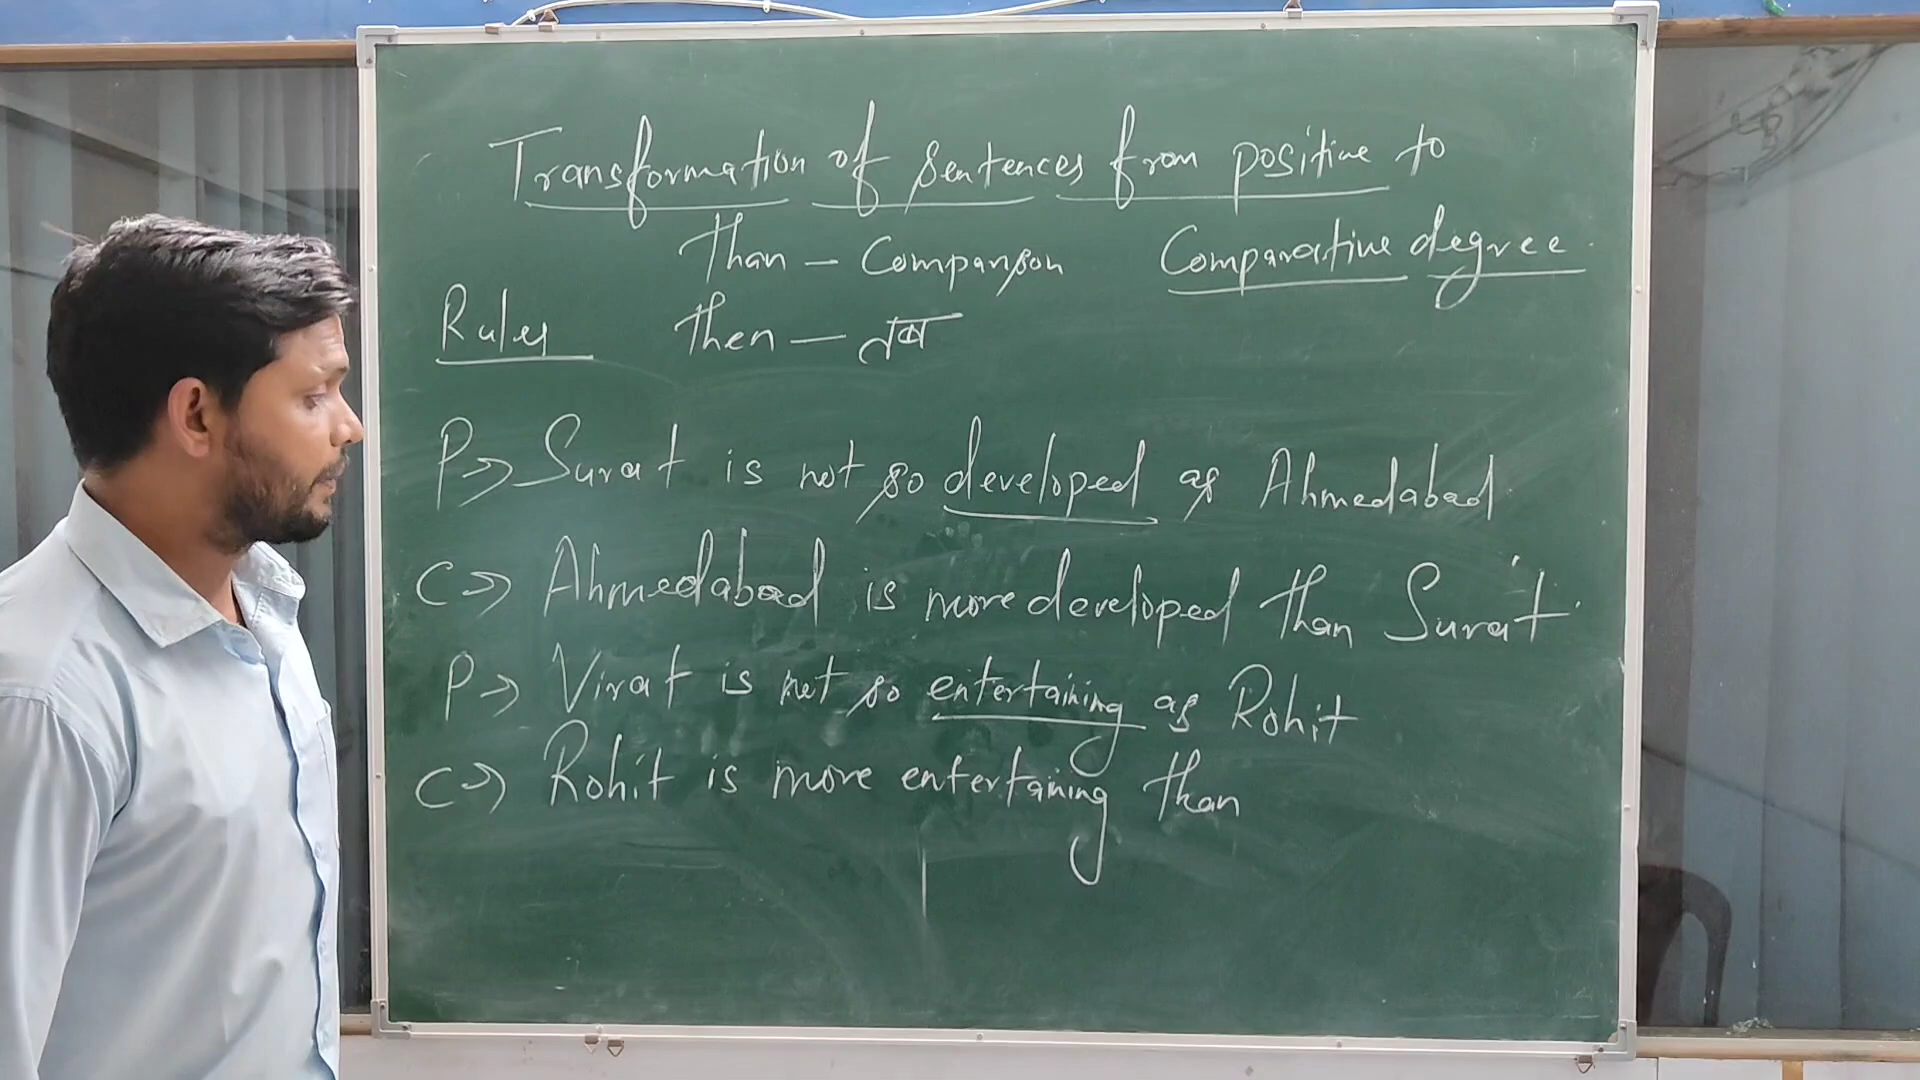 Transformation of sentences from positive to
Than – Comparison Comparative degree.
Rules then – तब
P→ Surat is not so developed as Ahmedabad
C→ Ahmedabad is more developed than Surat.
P→ Virat is not so entertaining as Rohit
C→ Rohit is more entertaining than